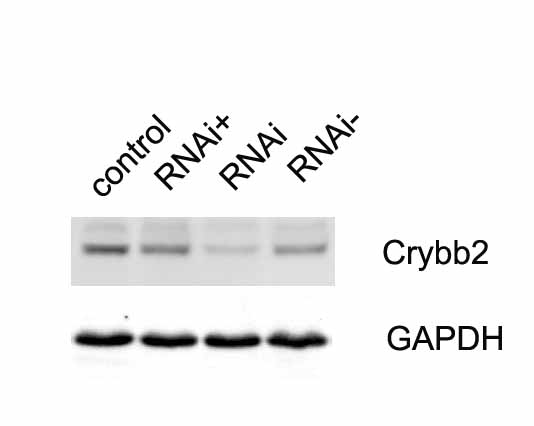 control
RNAi+
RNAi
RNAi-
Crybb2
GAPDH